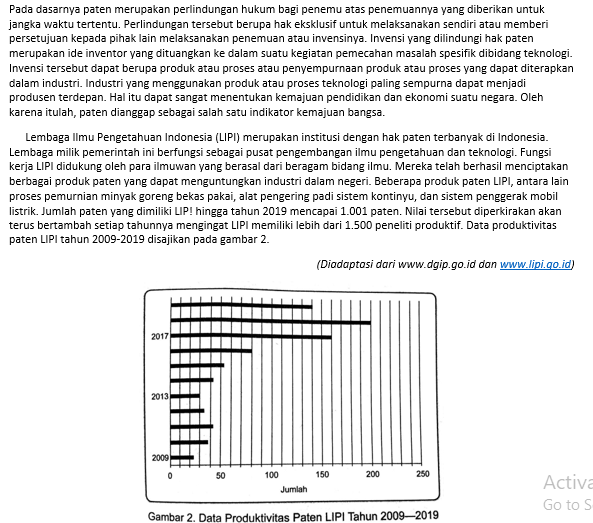 Pada dasarnya paten merupakan perlindungan hukum bagi penemu atas penemuannya yang diberikan untuk
jangka waktu tertentu. Perlindungan tersebut berupa hak eksklusif untuk melaksanakan sendiri atau memberi
persetujuan kepada pihak lain melaksanakan penemuan atau invensinya. Invensi yang dilindungi hak paten
merupakan ide inventor yang dituangkan ke dalam suatu kegiatan pemecahan masalah spesifik dibidang teknologi.
Invensi tersebut dapat berupa produk atau proses atau penyempurnaan produk atau proses yang dapat diterapkan
dalam industri. Industri yang menggunakan produk atau proses teknologi paling sempurna dapat menjadi
produsen terdepan. Hal itu dapat sangat menentukan kemajuan pendidikan dan ekonomi suatu negara. Oleh
karena itulah, paten dianggap sebagai salah satu indikator kemajuan bangsa.
Lembaga Ilmu Pengetahuan Indonesia (LIPI) merupakan institusi dengan hak paten terbanyak di Indonesia.
Lembaga milik pemerintah ini berfungsi sebagai pusat pengembangan ilmu pengetahuan dan teknologi. Fungsi
kerja LIPI didukung oleh para ilmuwan yang berasal dari beragam bidang ilmu. Mereka telah berhasil menciptakan
berbagai produk paten yang dapat menguntungkan industri dalam negeri. Beberapa produk paten LIPI, antara lain
proses pemurnian minyak goreng bekas pakai, alat pengering padi sistem kontinyu, dan sistem penggerak mobil
listrik. Jumlah paten yang dimiliki LIP! hingga tahun 2019 mencapai 1.001 paten. Nilai tersebut diperkirakan akan
terus bertambah setiap tahunnya mengingat LIPI memiliki lebih dari 1.500 peneliti produktif. Data produktivitas
paten LIPI tahun 2009-2019 disajikan pada gambar 2.
(Diadaptasi dari www.dgip.go.id dan www.lipi.go.id)
2017
2013
2009
0 50 100 150 200 250
Jumlah
Gambar 2. Data Produktivitas Paten LIPI Tahun 2009—2019
Activa
Go to S